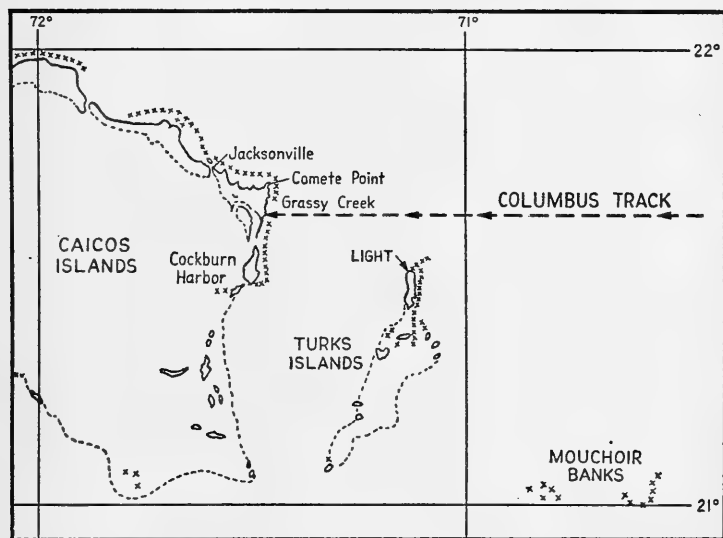 72°
71°
22°
Jacksonville
Comete Point
Grassy Creek
COLUMBUS TRACK
CAICOS
ISLANDS
Cockburn
Harbor
LIGHT
TURKS
ISLANDS
MOUCHOIR
BANKS
21°